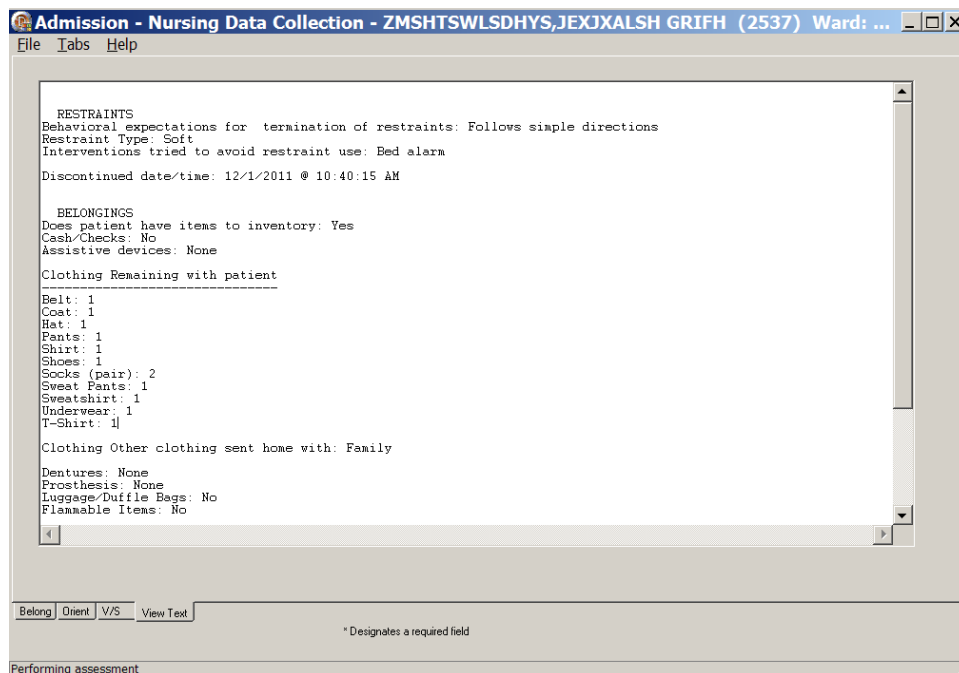 Admission - Nursing Data Collection - ZMSHTSWLSDHYS,JEXJXALSH GRIFH (2537) Ward: ...
File Tabs Help
RESTRAINTS
Behavioral expectations for termination of restraints: Follows simple directions
Restraint Type: Soft
Interventions tried to avoid restraint use: Bed alarm
Discontinued date/time: 12/1/2011 @ 10:40:15 AM
BELONGINGS
Does patient have items to inventory: Yes
Cash/Checks: No
Assistive devices: None
Clothing Remaining with patient
-------------------------------
Belt: 1
Coat: 1
Hat: 1
Pants: 1
Shirt: 1
Shoes: 1
Socks (pair): 2
Sweat Pants: 1
Sweatshirt: 1
Underwear: 1
T-Shirt: 1
Clothing Other clothing sent home with: Family
Dentures: None
Prosthesis: None
Luggage/Duffle Bags: No
Flammable Items: No
Belong Orient V/S View Text
* Designates a required field
Performing assessment